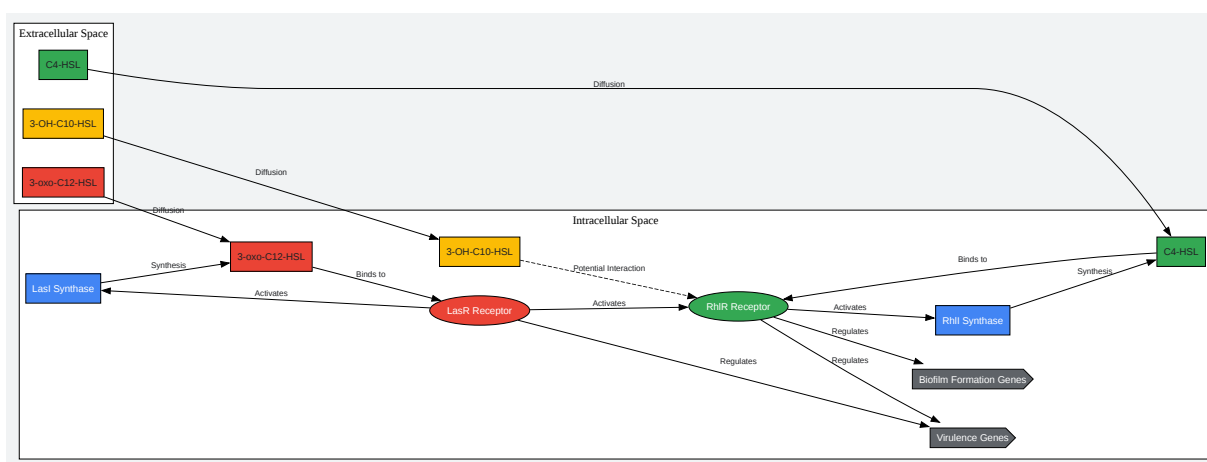 Extracellular Space
C4-HSL
Diffusion
3-OH-C10-HSL
Diffusion
3-oxo-C12-HSL
Diffusion
Intracellular Space
3-oxo-C12-HSL
3-OH-C10-HSL
C4-HSL
Synthesis
Binds to
Potential Interaction
Binds to
Synthesis
LasI Synthase
Activates
LasR Receptor
Activates
RhlR Receptor
Activates
RhlI Synthase
Regulates
Regulates
Regulates
Biofilm Formation Genes
Virulence Genes